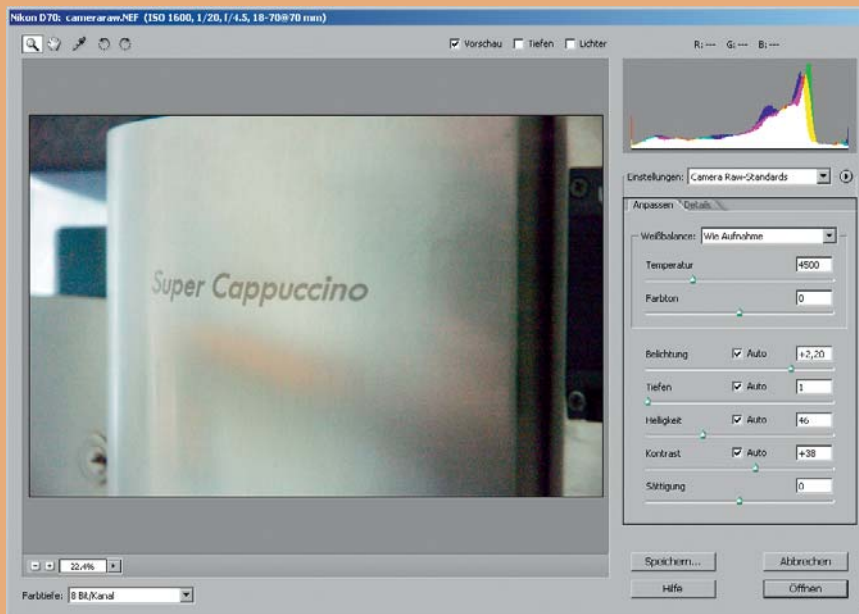 Nikon D70: cameraraw.NEF (ISO 1600, 1/20, f/4.5, 18-70@70 mm)
Vorschau Tiefen Lichter
R: --- G: --- B: ---
Super Cappuccino
Einstellungen: Camera Raw-Standards
Anpassen Details
Weißbalance: Wie Aufnahme
Temperatur 4500
Farbton 0
Belichtung Auto +2,20
Tiefen Auto 1
Helligkeit Auto 46
Kontrast Auto +38
Sättigung 0
22.4%
Speichern... Abbrechen
Farbtiefe: 8 Bit/Kanal
Hilfe Öffnen